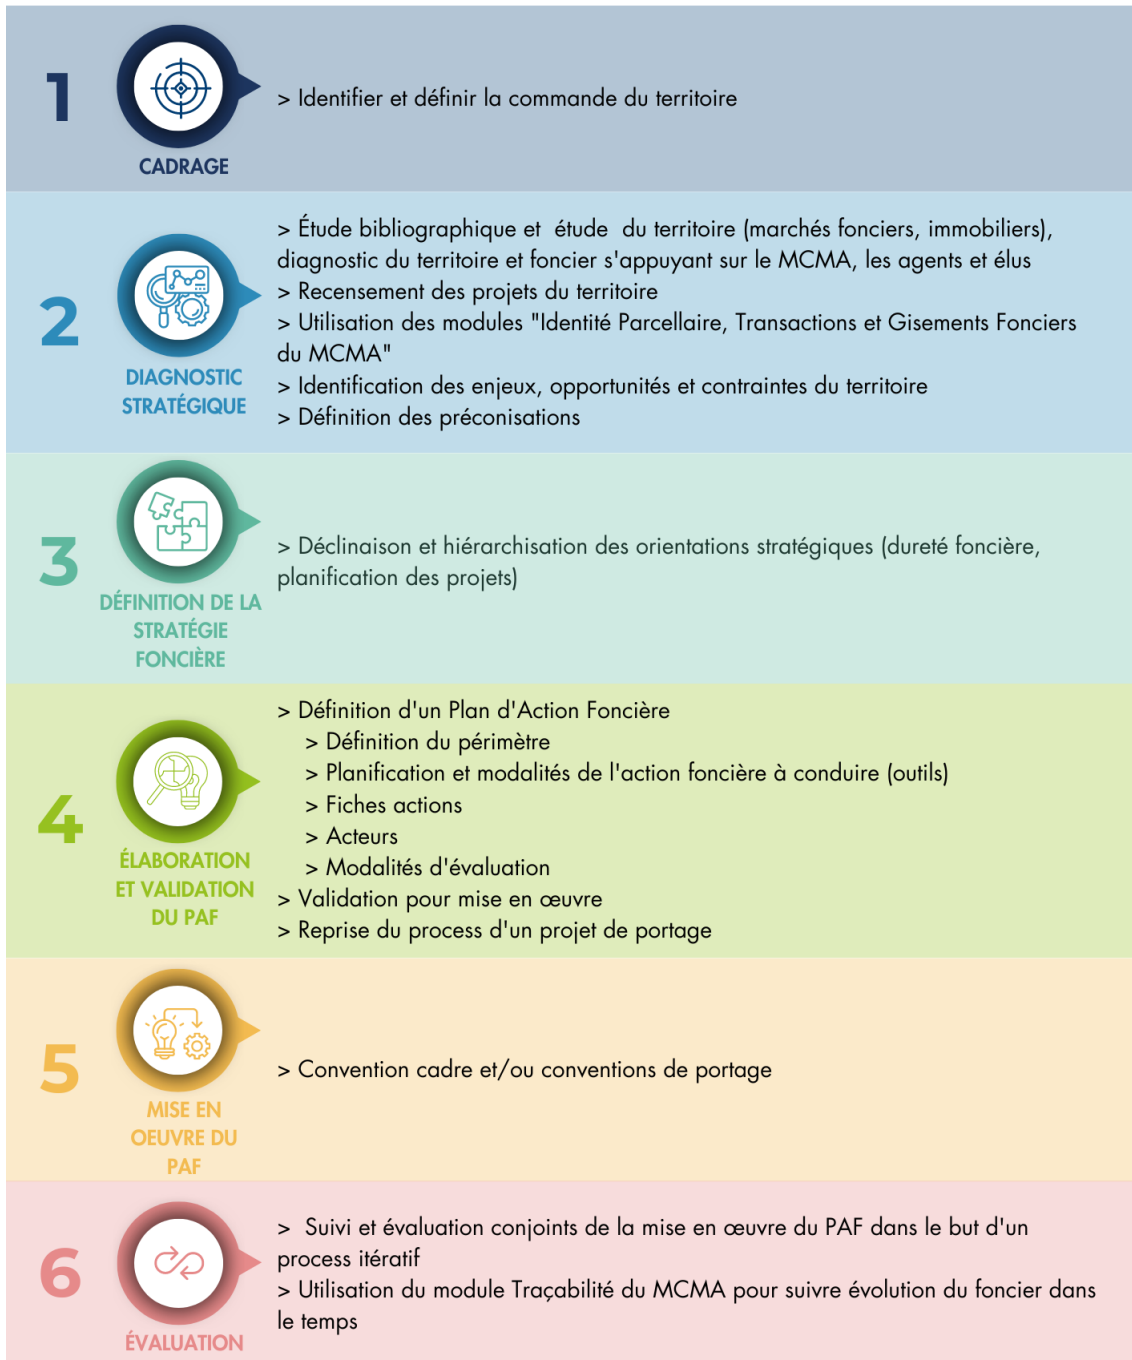 1
CADRAGE
> Identifier et définir la commande du territoire
2
DIAGNOSTIC
STRATÉGIQUE
> Étude bibliographique et étude du territoire (marchés fonciers, immobiliers),
diagnostic du territoire et foncier s'appuyant sur le MCMA, les agents et élus
> Recensement des projets du territoire
> Utilisation des modules "Identité Parcellaire, Transactions et Gisements Fonciers
du MCMA"
> Identification des enjeux, opportunités et contraintes du territoire
> Définition des préconisations
3
DÉFINITION DE LA
STRATÉGIE
FONCIÈRE
> Déclinaison et hiérarchisation des orientations stratégiques (dureté foncière,
planification des projets)
4
ÉLABORATION
ET VALIDATION
DU PAF
> Définition d'un Plan d'Action Foncière
> Définition du périmètre
> Planification et modalités de l'action foncière à conduire (outils)
> Fiches actions
> Acteurs
> Modalités d'évaluation
> Validation pour mise en œuvre
> Reprise du process d'un projet de portage
5
MISE EN
OEUVRE DU
PAF
> Convention cadre et/ou conventions de portage
6
ÉVALUATION
> Suivi et évaluation conjoints de la mise en œuvre du PAF dans le but d'un
process itératif
> Utilisation du module Traçabilité du MCMA pour suivre évolution du foncier dans
le temps